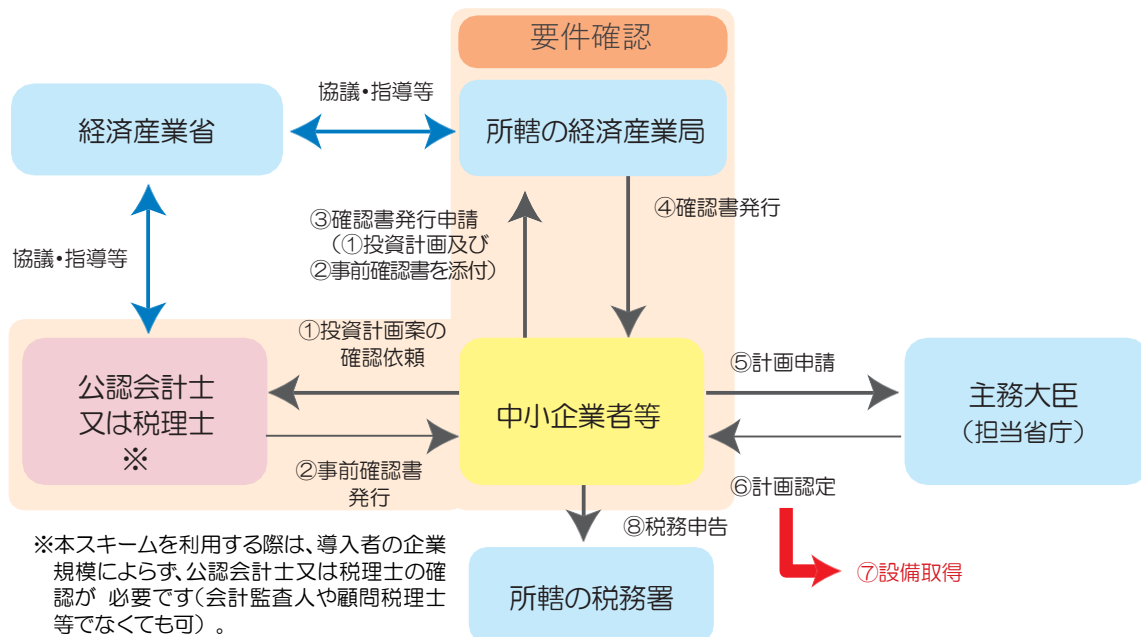 要件確認
経済産業省
協議・指導等
所轄の経済産業局
③確認書発行申請
（①投資計画及び
②事前確認書を添付）
④確認書発行
協議・指導等
①投資計画案の
確認依頼
公認会計士
又は税理士
※
②事前確認書
発行
中小企業者等
⑤計画申請
主務大臣
（担当省庁）
⑥計画認定
⑦設備取得
⑧税務申告
所轄の税務署
※本スキームを利用する際は、導入者の企業
規模によらず、公認会計士又は税理士の確
認が 必要です（会計監査人や顧問税理士
等でなくても可）。